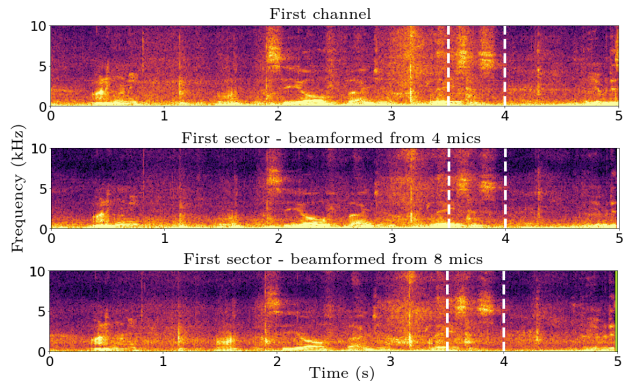 First channel
10
5
0
0 1 2 3 4 5
First sector - beamformed from 4 mics
10
5
0
0 1 2 3 4 5
First sector - beamformed from 8 mics
10
5
0
0 1 2 3 4 5
Frequency (kHz)
Time (s)